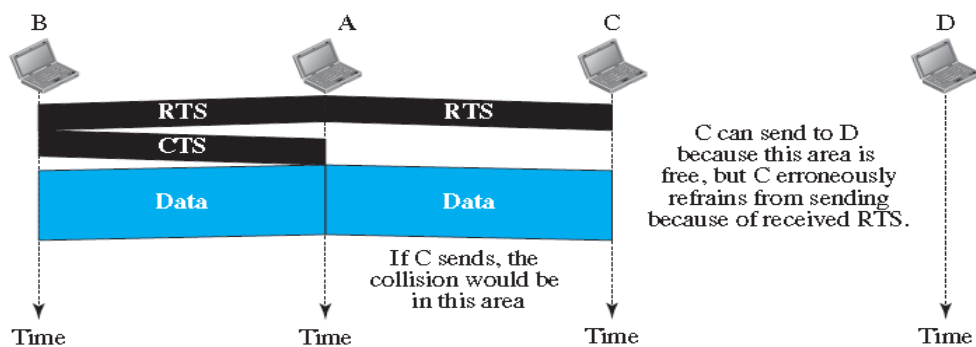 B
A
C
D
RTS
RTS
CTS
Data
Data
C can send to D
because this area is
free, but C erroneously
refrains from sending
because of received RTS.
If C sends, the
collision would be
in this area
Time
Time
Time
Time